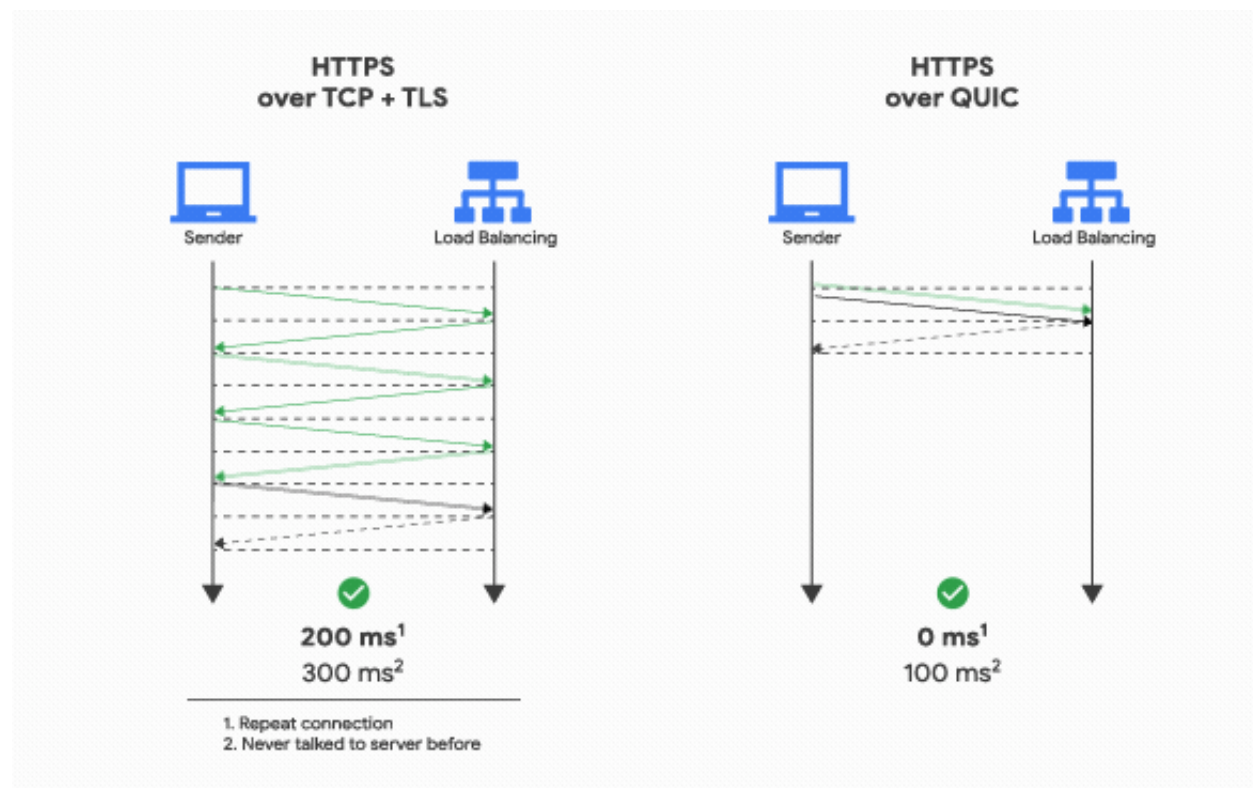 HTTPS
over TCP + TLS
Sender
Load Balancing
200 ms¹
300 ms²
1. Repeat connection
2. Never talked to server before
HTTPS
over QUIC
Sender
Load Balancing
0 ms¹
100 ms²